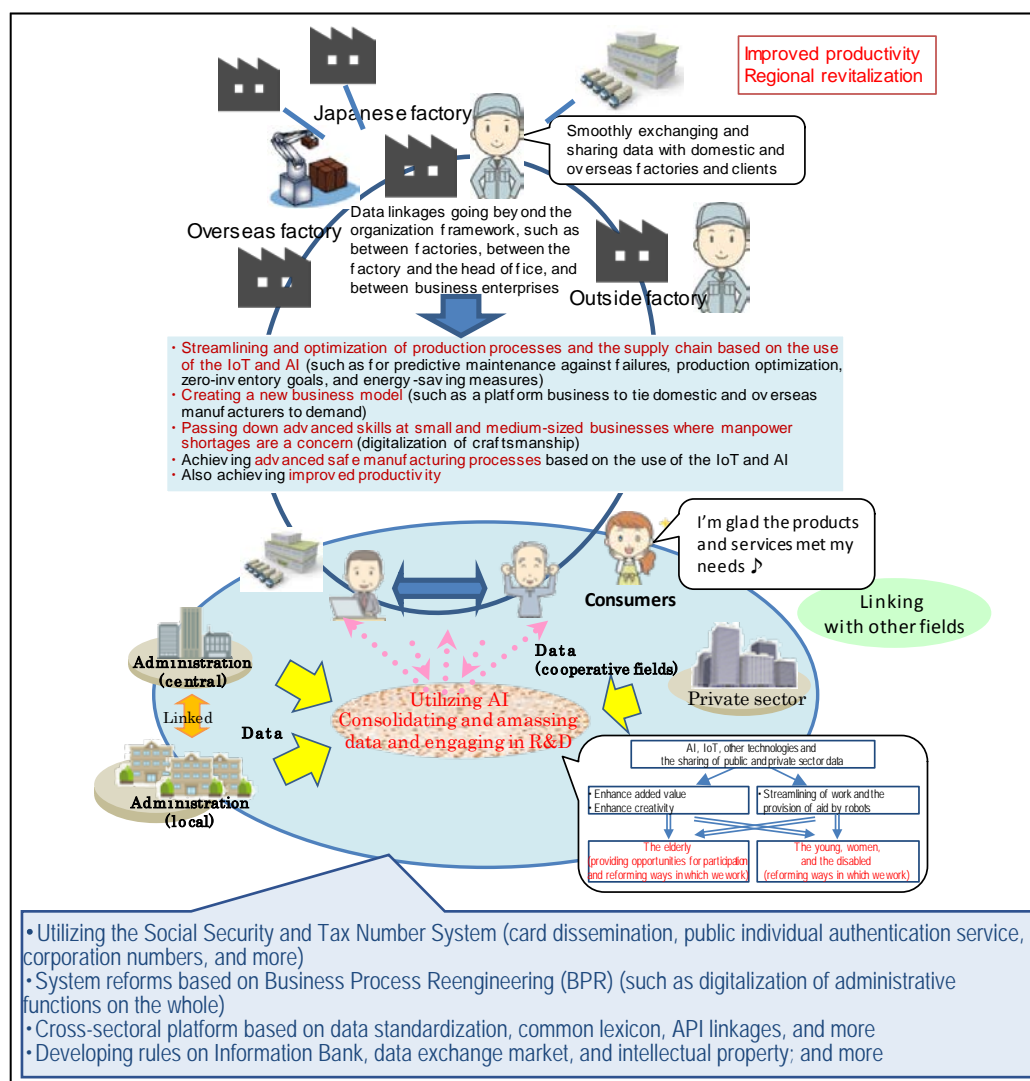 Improved productivity
Regional revitalization
Japanese factory
Smoothly exchanging and
sharing data with domestic and
overseas factories and clients
Overseas factory
Data linkages going beyond the
organization framework, such as
between factories, between the
factory and the head office, and
between business enterprises
Outside factory
・Streamlining and optimization of production processes and the supply chain based on the use
of the IoT and AI (such as for predictive maintenance against failures, production optimization,
zero-inventory goals, and energy-saving measures)
・Creating a new business model (such as a platform business to tie domestic and overseas
manufacturers to demand)
・Passing down advanced skills at small and medium-sized businesses where manpower
shortages are a concern (digitalization of craftsmanship)
・Achieving advanced safe manufacturing processes based on the use of the IoT and AI
・Also achieving improved productivity
I'm glad the products
and services met my
needs ♪
Consumers
Linking
with other fields
Administration
(central)
Data
(cooperative fields)
Private sector
Linked
Data
Utilizing AI
Consolidating and amassing
data and engaging in R&D
Administration
(local)
AI, IoT, other technologies and
the sharing of public and private sector data
・Enhance added value
・Enhance creativity
・Streamlining of work and the
provision of aid by robots
The elderly
(providing opportunities for participation
and reforming ways in which we work)
The young, women,
and the disabled
(reforming ways in which we work)
・Utilizing the Social Security and Tax Number System (card dissemination, public individual authentication service,
corporation numbers, and more)
・System reforms based on Business Process Reengineering (BPR) (such as digitalization of administrative
functions on the whole)
・Cross-sectoral platform based on data standardization, common lexicon, API linkages, and more
・Developing rules on Information Bank, data exchange market, and intellectual property; and more